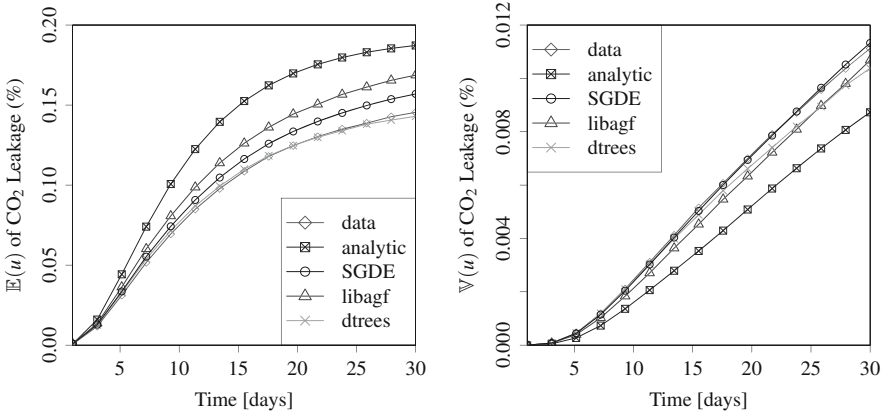 𝔼(u) of CO₂ Leakage (%)
0.00 0.05 0.10 0.15 0.20
data
analytic
SGDE
libagf
dtrees
5 10 15 20 25 30
Time [days]
𝕍(u) of CO₂ Leakage (%)
0.000 0.004 0.008 0.012
data
analytic
SGDE
libagf
dtrees
5 10 15 20 25 30
Time [days]